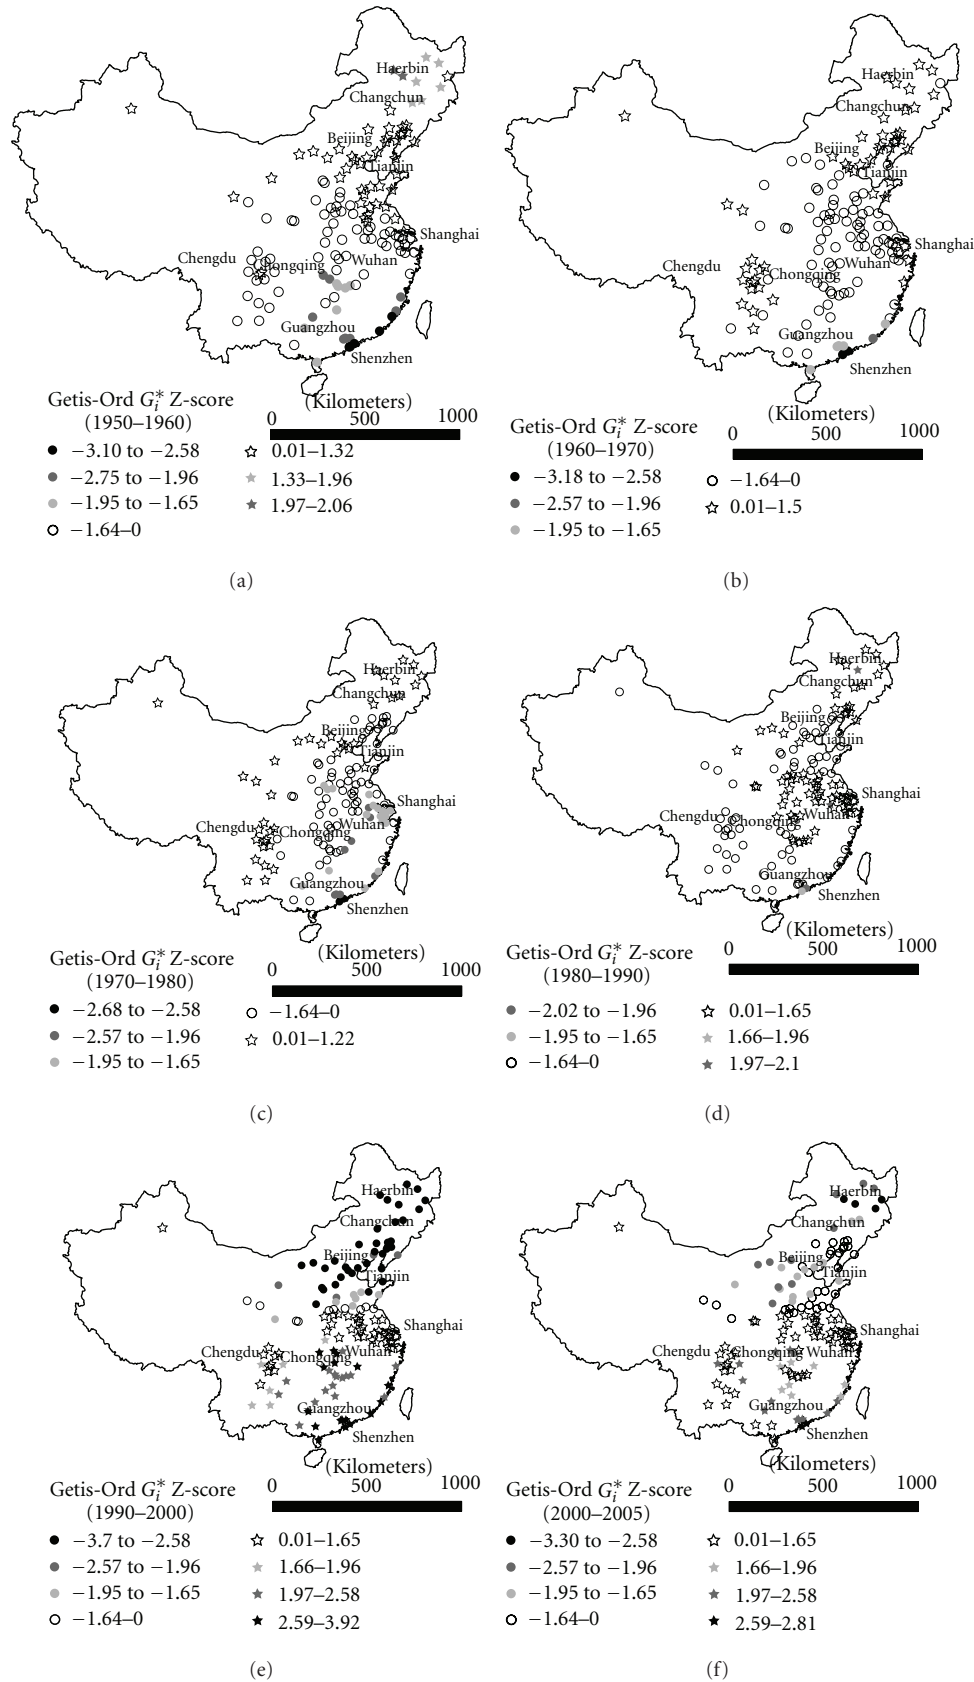 Haerbin
Changchun
Beijing
Tianjin
Shanghai
Chengdu
Chongqing
Wuhan
Guangzhou
Shenzhen
Getis-Ord G_i^* Z-score
(1950–1960)
(Kilometers)
0 500 1000
−3.10 to −2.58
−2.75 to −1.96
−1.95 to −1.65
−1.64–0
0.01–1.32
1.33–1.96
1.97–2.06
(a)
Haerbin
Changchun
Beijing
Tianjin
Shanghai
Chengdu
Chongqing
Wuhan
Guangzhou
Shenzhen
Getis-Ord G_i^* Z-score
(1960–1970)
(Kilometers)
0 500 1000
−3.18 to −2.58
−2.57 to −1.96
−1.95 to −1.65
−1.64–0
0.01–1.5
(b)
Haerbin
Changchun
Beijing
Tianjin
Shanghai
Chengdu
Chongqing
Wuhan
Guangzhou
Shenzhen
Getis-Ord G_i^* Z-score
(1970–1980)
(Kilometers)
0 500 1000
−2.68 to −2.58
−2.57 to −1.96
−1.95 to −1.65
−1.64–0
0.01–1.22
(c)
Haerbin
Changchun
Beijing
Tianjin
Shanghai
Chengdu
Chongqing
Wuhan
Guangzhou
Shenzhen
Getis-Ord G_i^* Z-score
(1980–1990)
(Kilometers)
0 500 1000
−2.02 to −1.96
−1.95 to −1.65
−1.64–0
0.01–1.65
1.66–1.96
1.97–2.1
(d)
Haerbin
Changchun
Beijing
Tianjin
Shanghai
Chengdu
Chongqing
Wuhan
Guangzhou
Shenzhen
Getis-Ord G_i^* Z-score
(1990–2000)
(Kilometers)
0 500 1000
−3.7 to −2.58
−2.57 to −1.96
−1.95 to −1.65
−1.64–0
0.01–1.65
1.66–1.96
1.97–2.58
2.59–3.92
(e)
Haerbin
Changchun
Beijing
Tianjin
Shanghai
Chengdu
Chongqing
Wuhan
Guangzhou
Shenzhen
Getis-Ord G_i^* Z-score
(2000–2005)
(Kilometers)
0 500 1000
−3.30 to −2.58
−2.57 to −1.96
−1.95 to −1.65
−1.64–0
0.01–1.65
1.66–1.96
1.97–2.58
2.59–2.81
(f)